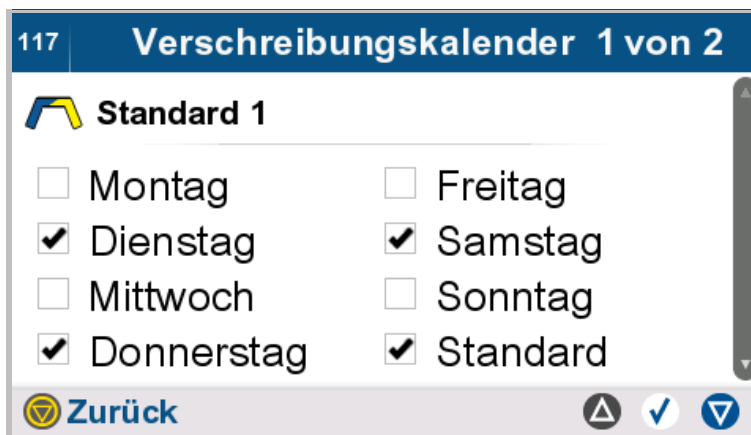 117 Verschreibungskalender 1 von 2
Standard 1
Montag Freitag
Dienstag Samstag
Mittwoch Sonntag
Donnerstag Standard
Zurück